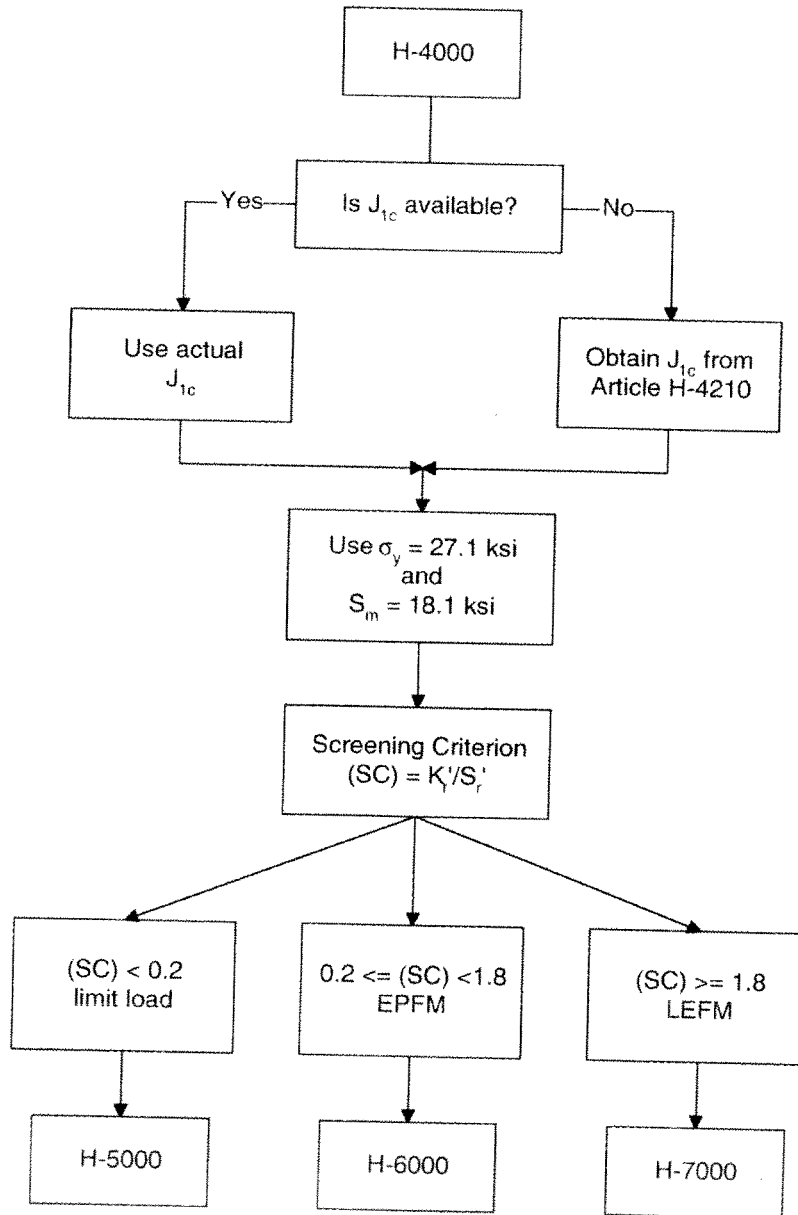 H-4000
Is J1c available?
Yes
No
Use actual
J1c
Obtain J1c from
Article H-4210
Use σy = 27.1 ksi
and
Sm = 18.1 ksi
Screening Criterion
(SC) = Kr'/Sr'
(SC) < 0.2
limit load
0.2 <= (SC) <1.8
EPFM
(SC) >= 1.8
LEFM
H-5000
H-6000
H-7000